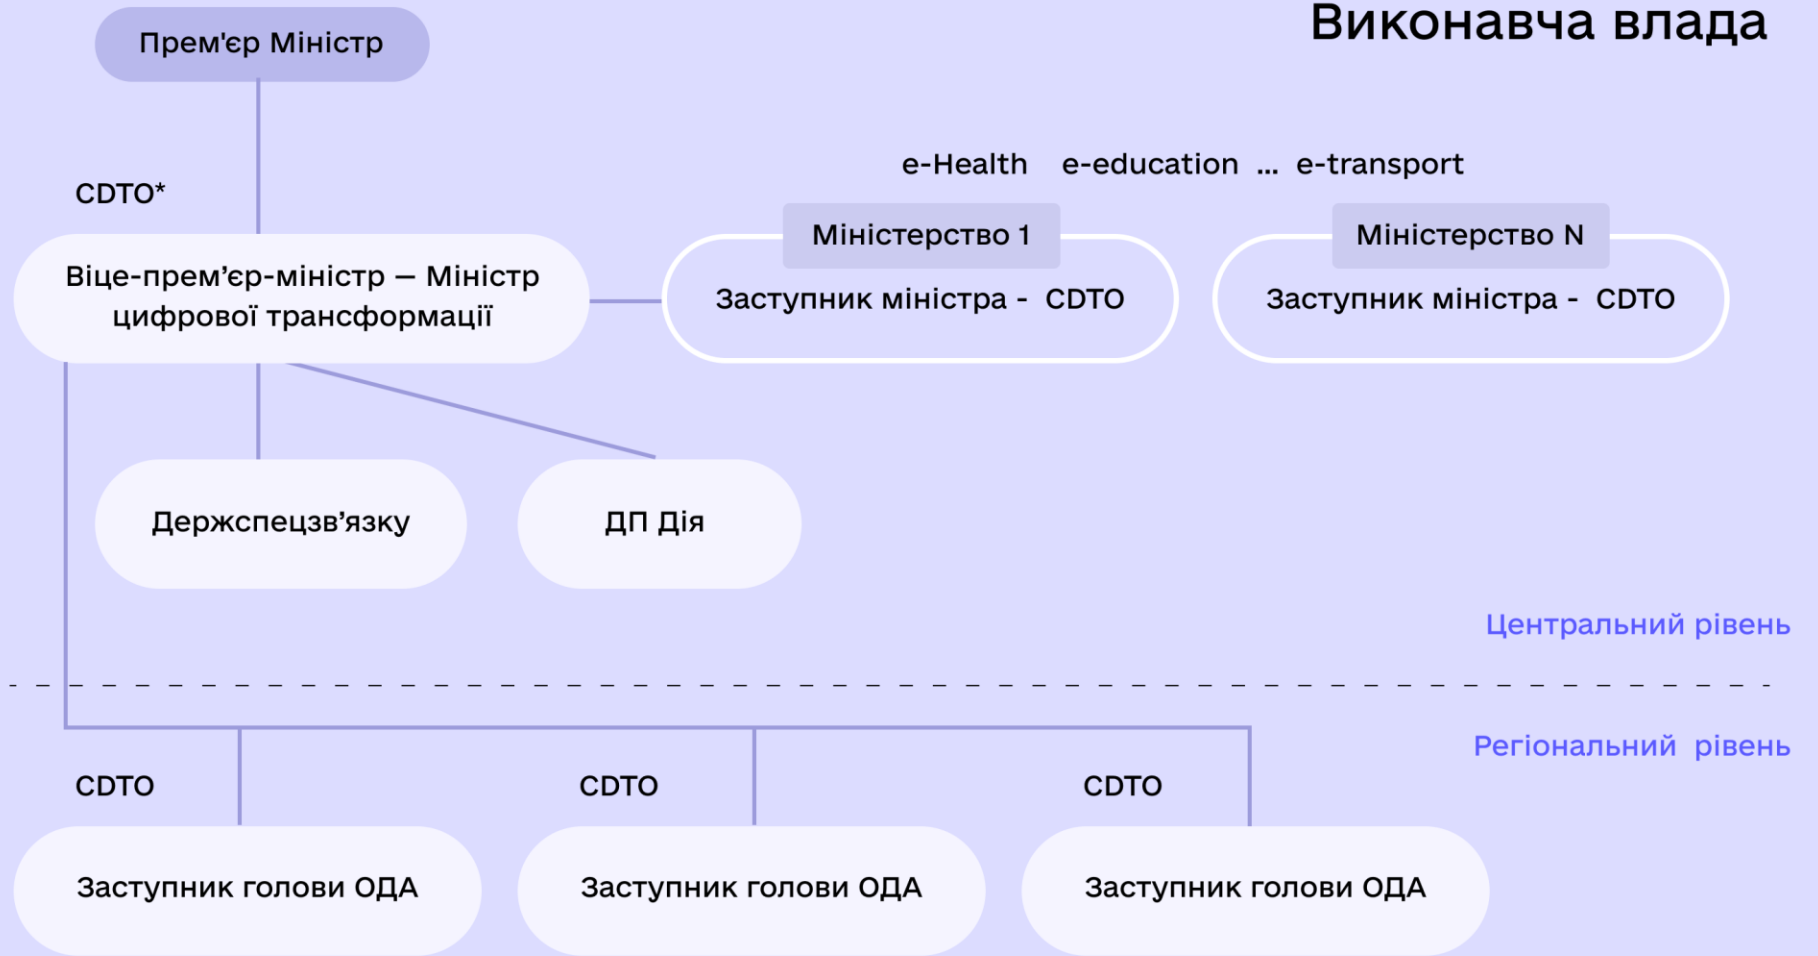 Виконавча влада
Прем'єр Міністр
CDTO*
Віце-прем’єр-міністр — Міністр
цифрової трансформації
e-Health e-education ... e-transport
Міністерство 1
Заступник міністра - CDTO
Міністерство N
Заступник міністра - CDTO
Держспецзв’язку
ДП Дія
Центральний рівень
Регіональний рівень
CDTO
Заступник голови ОДА
CDTO
Заступник голови ОДА
CDTO
Заступник голови ОДА